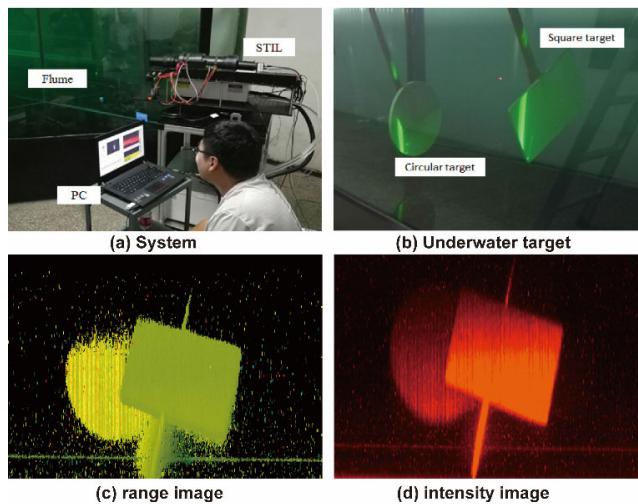 STIL
Flume
PC
(a) System
Square target
Circular target
(b) Underwater target
(c) range image
(d) intensity image